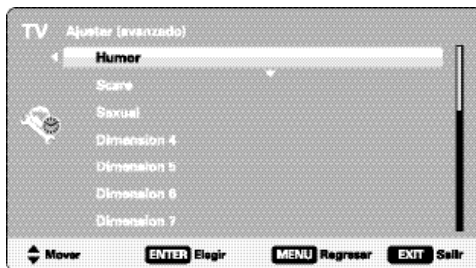 TV Ajustar (avanzado)
Humor
Scare
Sexual
Dimension 4
Dimension 5
Dimension 6
Dimension 7
Mover ENTER Elegir MENU Regresar EXIT Salir